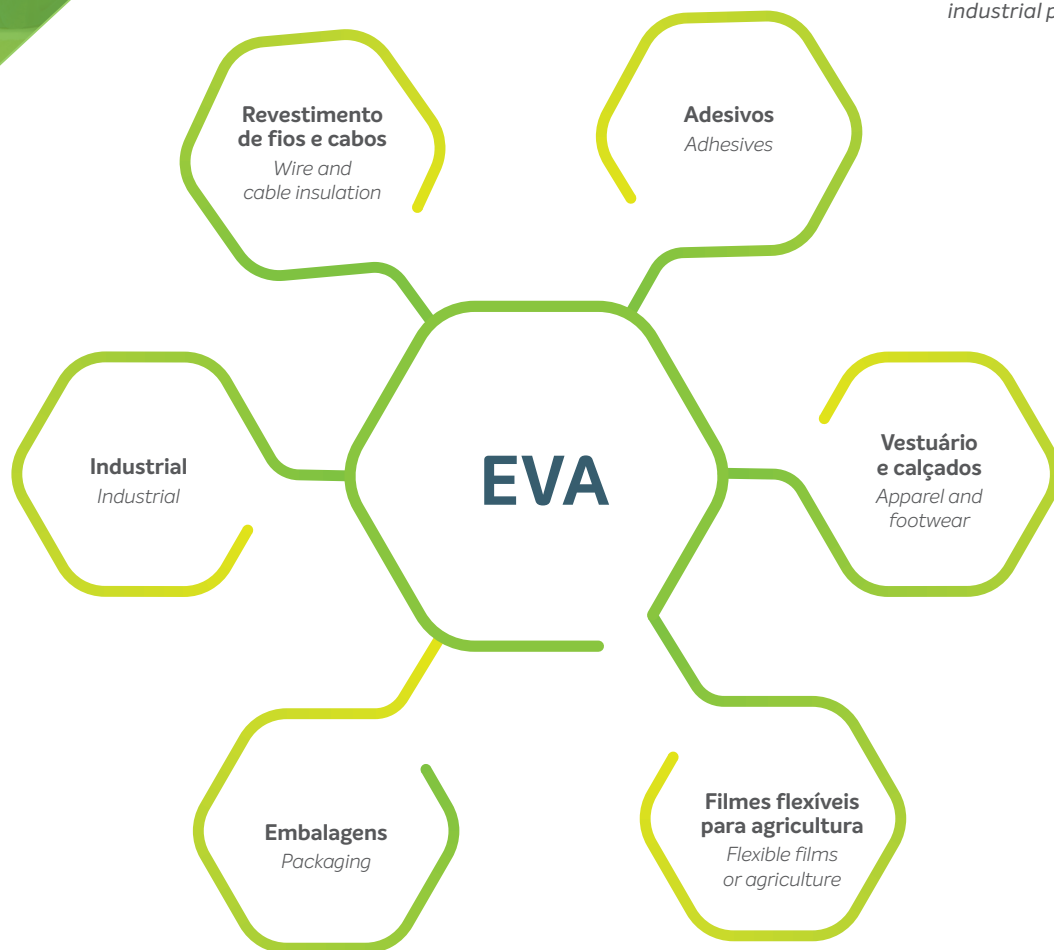 industrial p
Revestimento
de fios e cabos
Wire and
cable insulation
Adesivos
Adhesives
Industrial
Industrial
EVA
Vestuário
e calçados
Apparel and
footwear
Embalagens
Packaging
Filmes flexíveis
para agricultura
Flexible films
or agriculture